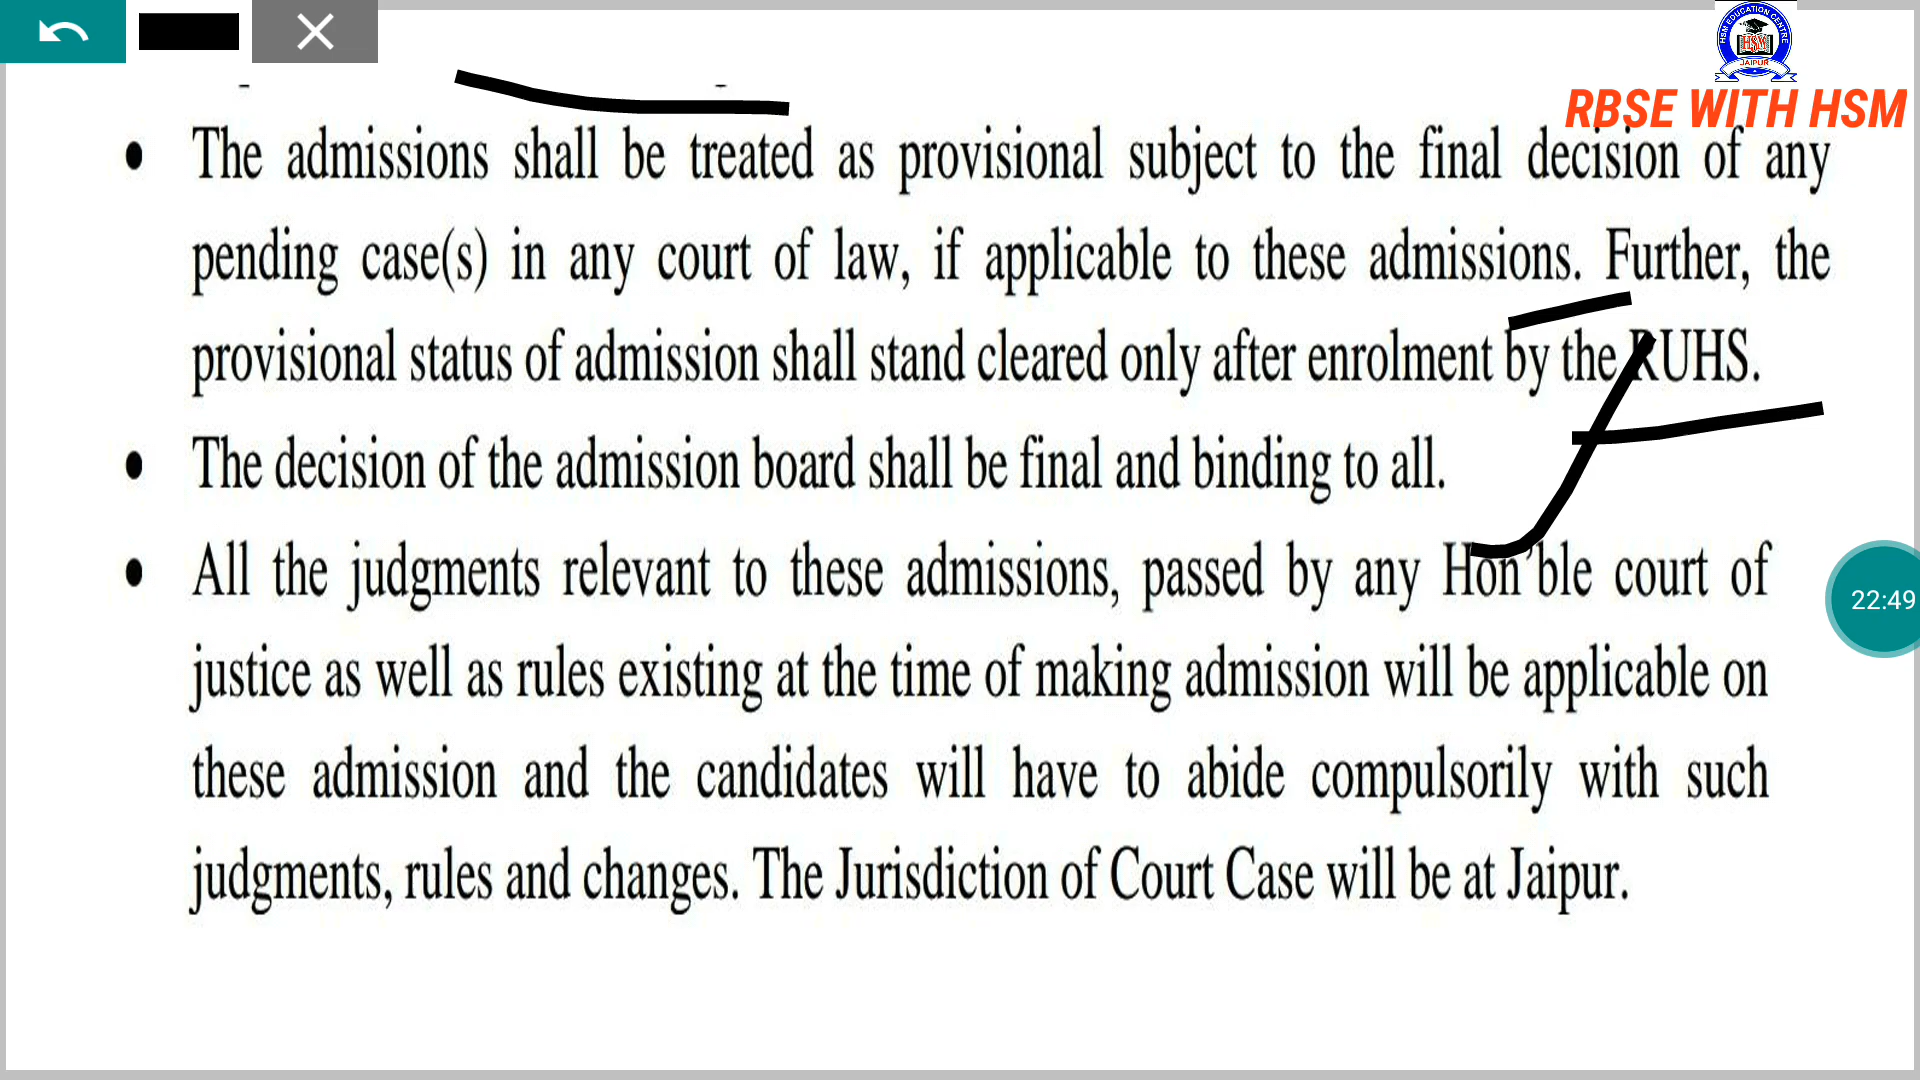 HSM EDUCATION CENTRE
HSM
JAIPUR
RBSE WITH HSM
• The admissions shall be treated as provisional subject to the final decision of any
pending case(s) in any court of law, if applicable to these admissions. Further, the
provisional status of admission shall stand cleared only after enrolment by the RUHS.
• The decision of the admission board shall be final and binding to all.
• All the judgments relevant to these admissions, passed by any Hon'ble court of
justice as well as rules existing at the time of making admission will be applicable on
these admission and the candidates will have to abide compulsorily with such
judgments, rules and changes. The Jurisdiction of Court Case will be at Jaipur.
22:49